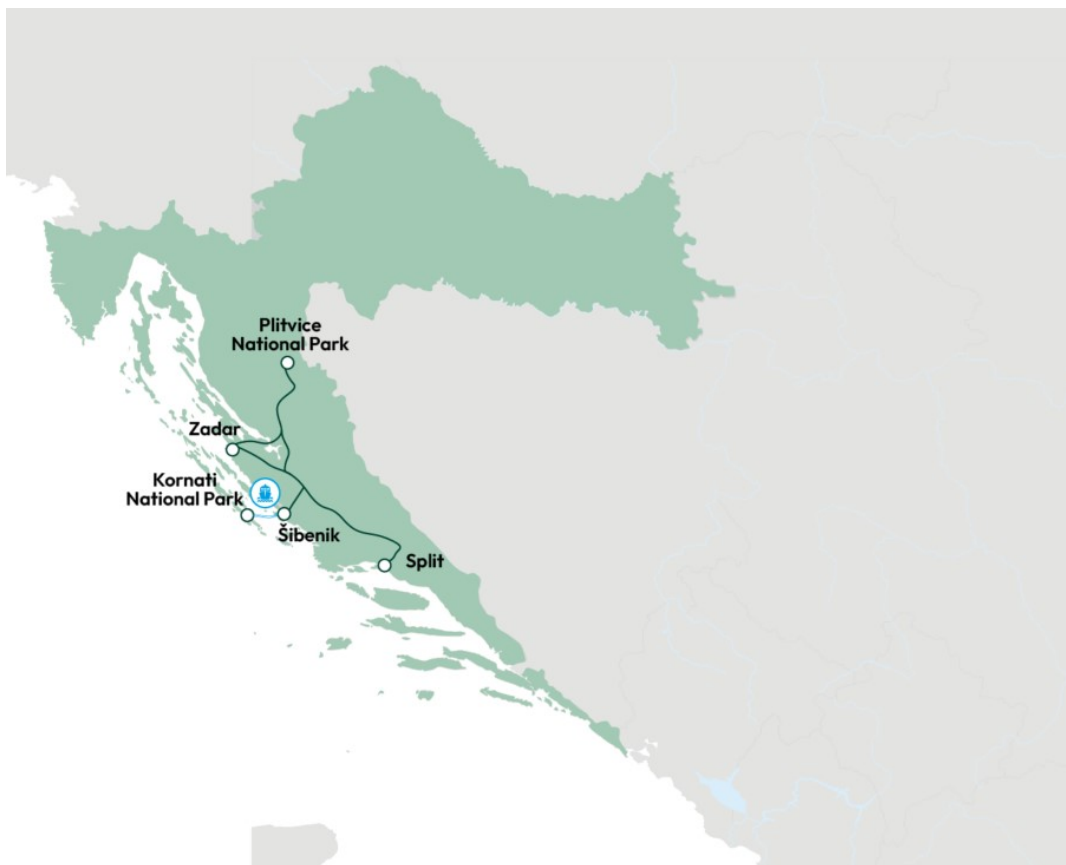 Plitvice
National Park
Zadar
Kornati
National Park
Šibenik
Split